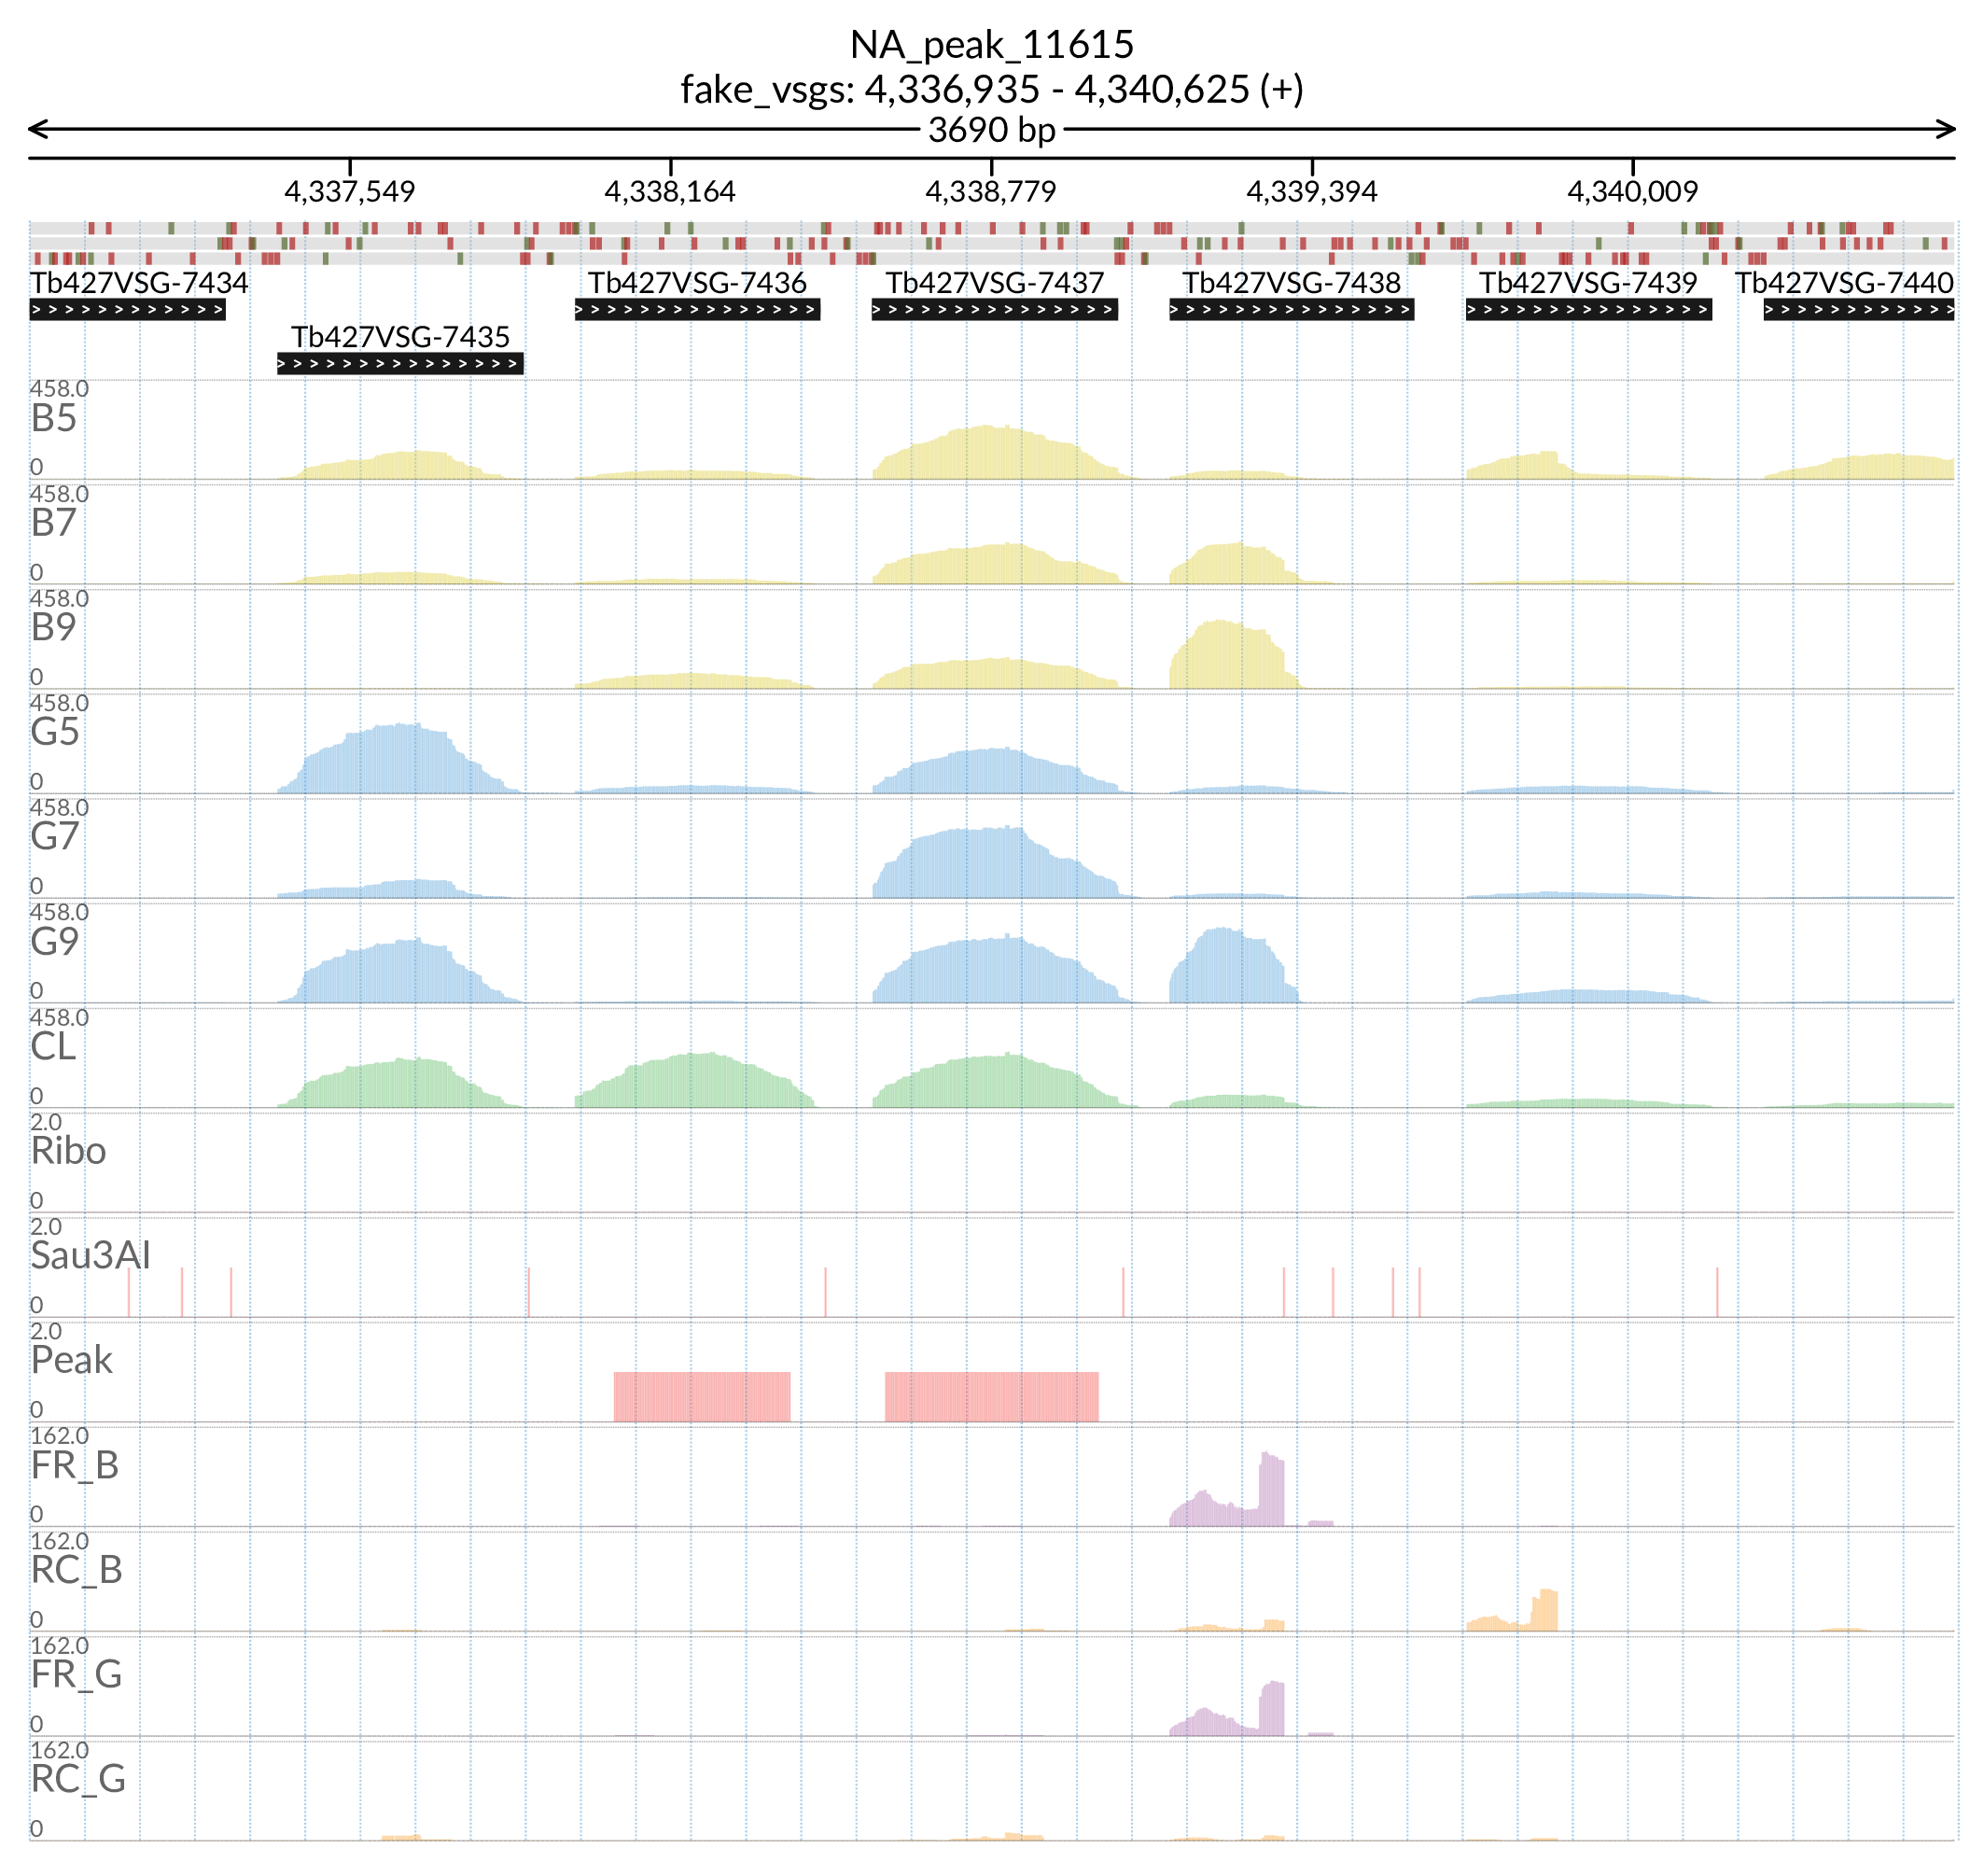 NA_peak_11615
fake_vsgs: 4,336,935 - 4,340,625 (+)
3690 bp
4,337,549 4,338,164 4,338,779 4,339,394 4,340,009
Tb427VSG-7434 Tb427VSG-7436 Tb427VSG-7437 Tb427VSG-7438 Tb427VSG-7439 Tb427VSG-7440
Tb427VSG-7435
458.0
B5
0
458.0
B7
0
458.0
B9
0
458.0
G5
0
458.0
G7
0
458.0
G9
0
458.0
CL
0
2.0
Ribo
0
2.0
Sau3AI
0
2.0
Peak
0
162.0
FR_B
0
162.0
RC_B
0
162.0
FR_G
0
162.0
RC_G
0